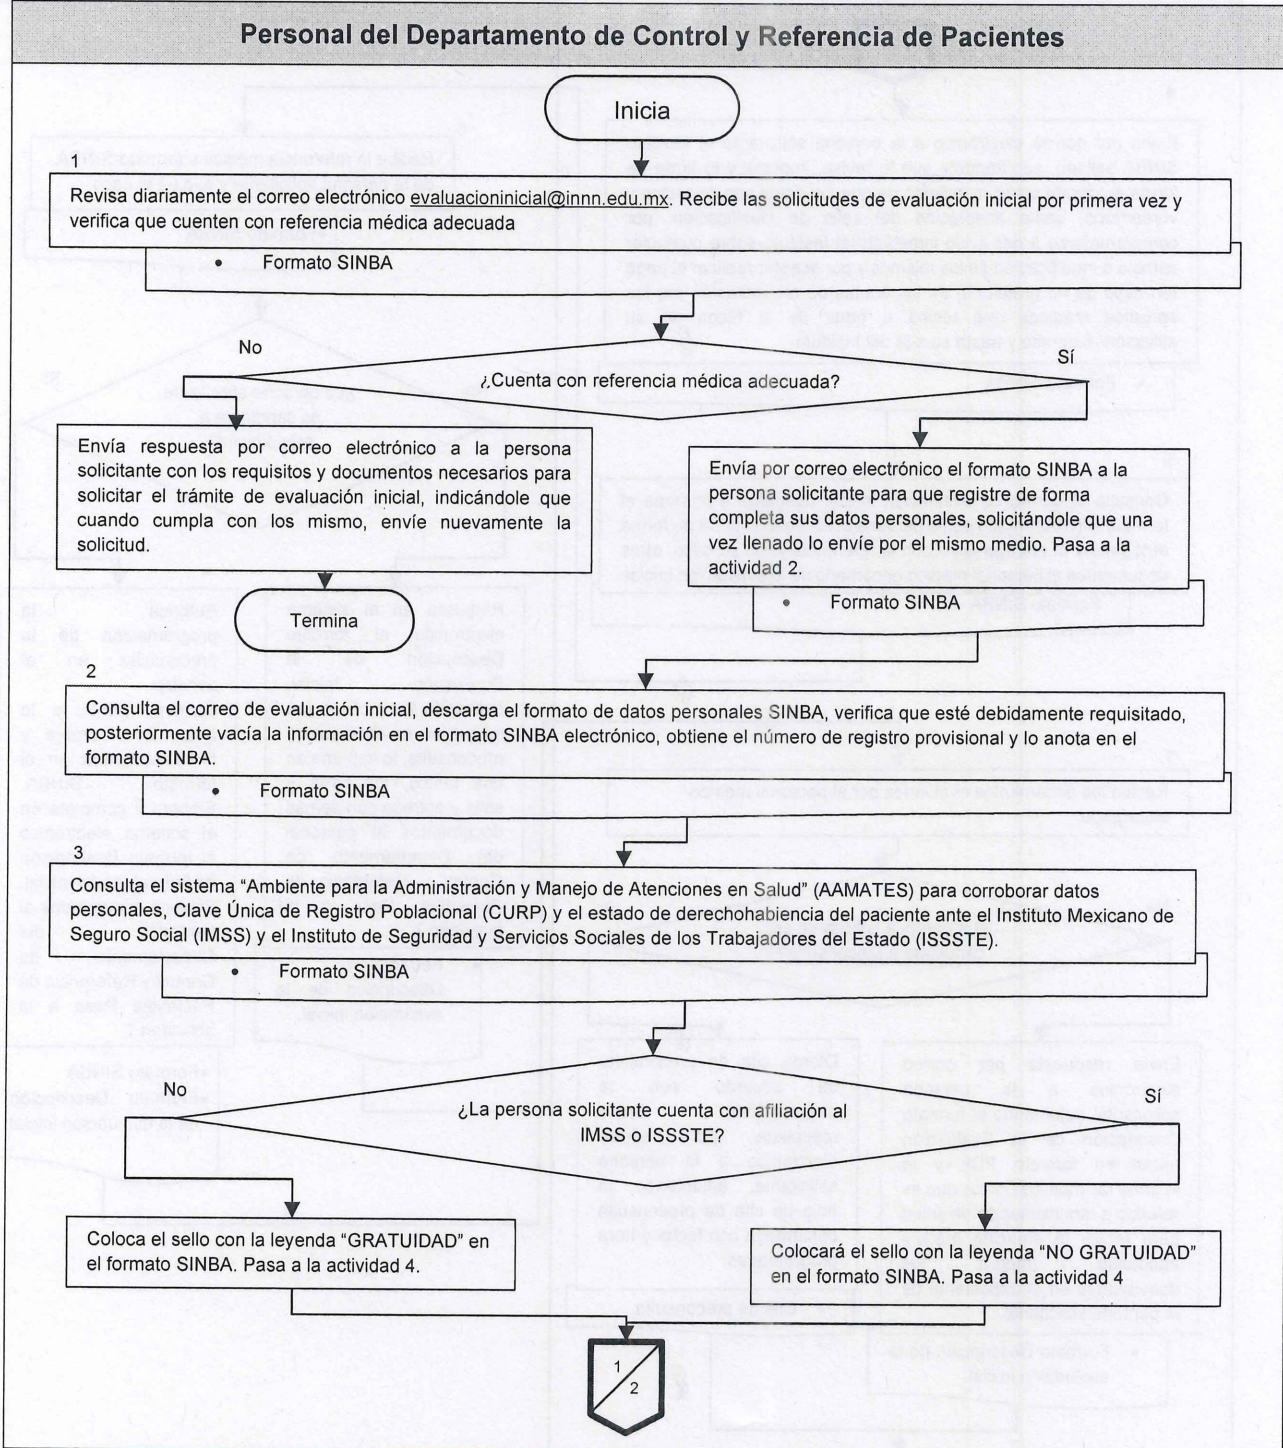 Personal del Departamento de Control y Referencia de Pacientes
Inicia
1
Revisa diariamente el correo electrónico evaluacioninicial@innn.edu.mx. Recibe las solicitudes de evaluación inicial por primera vez y
verifica que cuenten con referencia médica adecuada
• Formato SINBA
No
Sí
¿Cuenta con referencia médica adecuada?
Envía respuesta por correo electrónico a la persona
solicitante con los requisitos y documentos necesarios para
solicitar el trámite de evaluación inicial, indicándole que
cuando cumpla con los mismo, envíe nuevamente la
solicitud.
Termina
Envía por correo electrónico el formato SINBA a la
persona solicitante para que registre de forma
completa sus datos personales, solicitándole que una
vez llenado lo envíe por el mismo medio. Pasa a la
actividad 2.
• Formato SINBA
2
Consulta el correo de evaluación inicial, descarga el formato de datos personales SINBA, verifica que esté debidamente requisitado,
posteriormente vacía la información en el formato SINBA electrónico, obtiene el número de registro provisional y lo anota en el
formato SINBA.
• Formato SINBA
3
Consulta el sistema “Ambiente para la Administración y Manejo de Atenciones en Salud” (AAMATES) para corroborar datos
personales, Clave Única de Registro Poblacional (CURP) y el estado de derechohabiencia del paciente ante el Instituto Mexicano de
Seguro Social (IMSS) y el Instituto de Seguridad y Servicios Sociales de los Trabajadores del Estado (ISSSTE).
• Formato SINBA
No
Sí
¿La persona solicitante cuenta con afiliación al
IMSS o ISSSTE?
Coloca el sello con la leyenda “GRATUIDAD” en
el formato SINBA. Pasa a la actividad 4.
Colocará el sello con la leyenda “NO GRATUIDAD”
en el formato SINBA. Pasa a la actividad 4
1
2